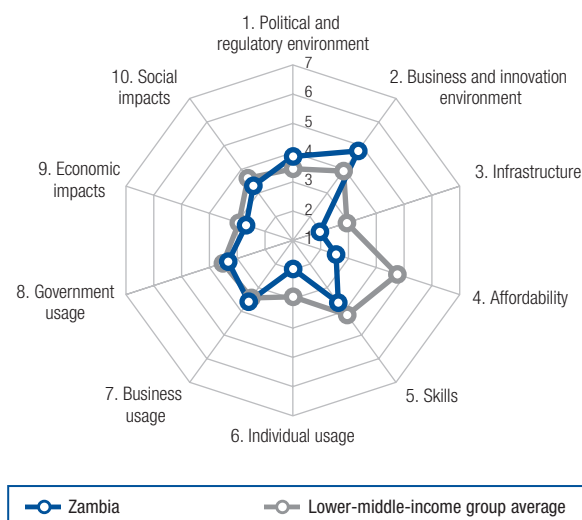 1. Political and
regulatory environment
2. Business and innovation
environment
3. Infrastructure
4. Affordability
5. Skills
6. Individual usage
7. Business
usage
8. Government
usage
9. Economic
impacts
10. Social
impacts
7
6
5
4
3
2
1
Zambia
Lower-middle-income group average